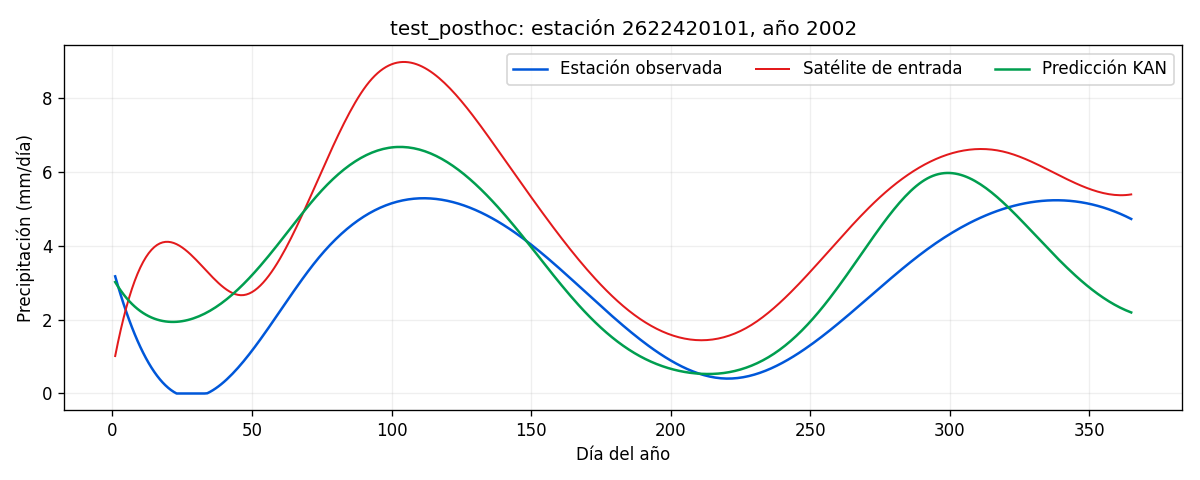 test_posthoc: estación 2622420101, año 2002
Estación observada
Satélite de entrada
Predicción KAN
Precipitación (mm/día)
8
6
4
2
0
0
50
100
150
200
250
300
350
Día del año